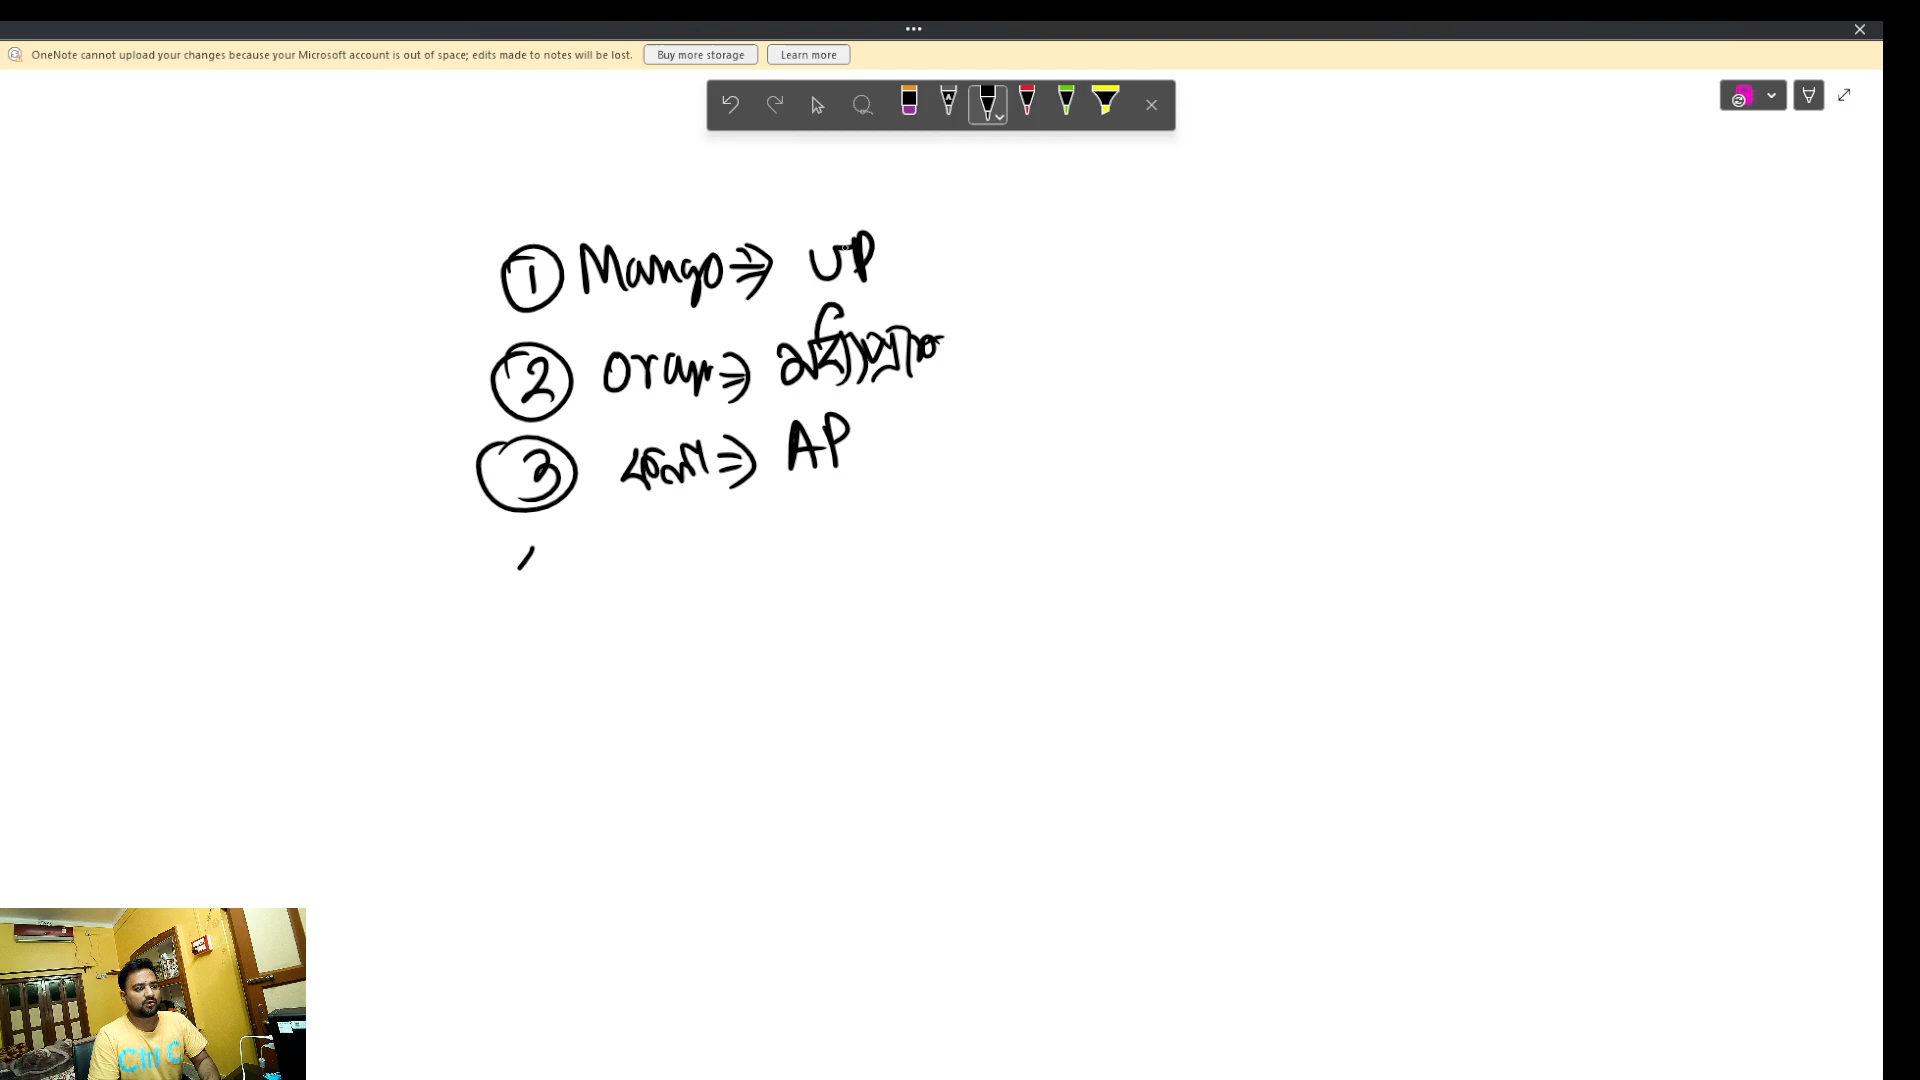 OneNote cannot upload your changes because your Microsoft account is out of space; edits made to notes will be lost. Buy more storage Learn more
① Mango ⇒ UP
② ⇒
③ ⇒ AP
Ctrl C